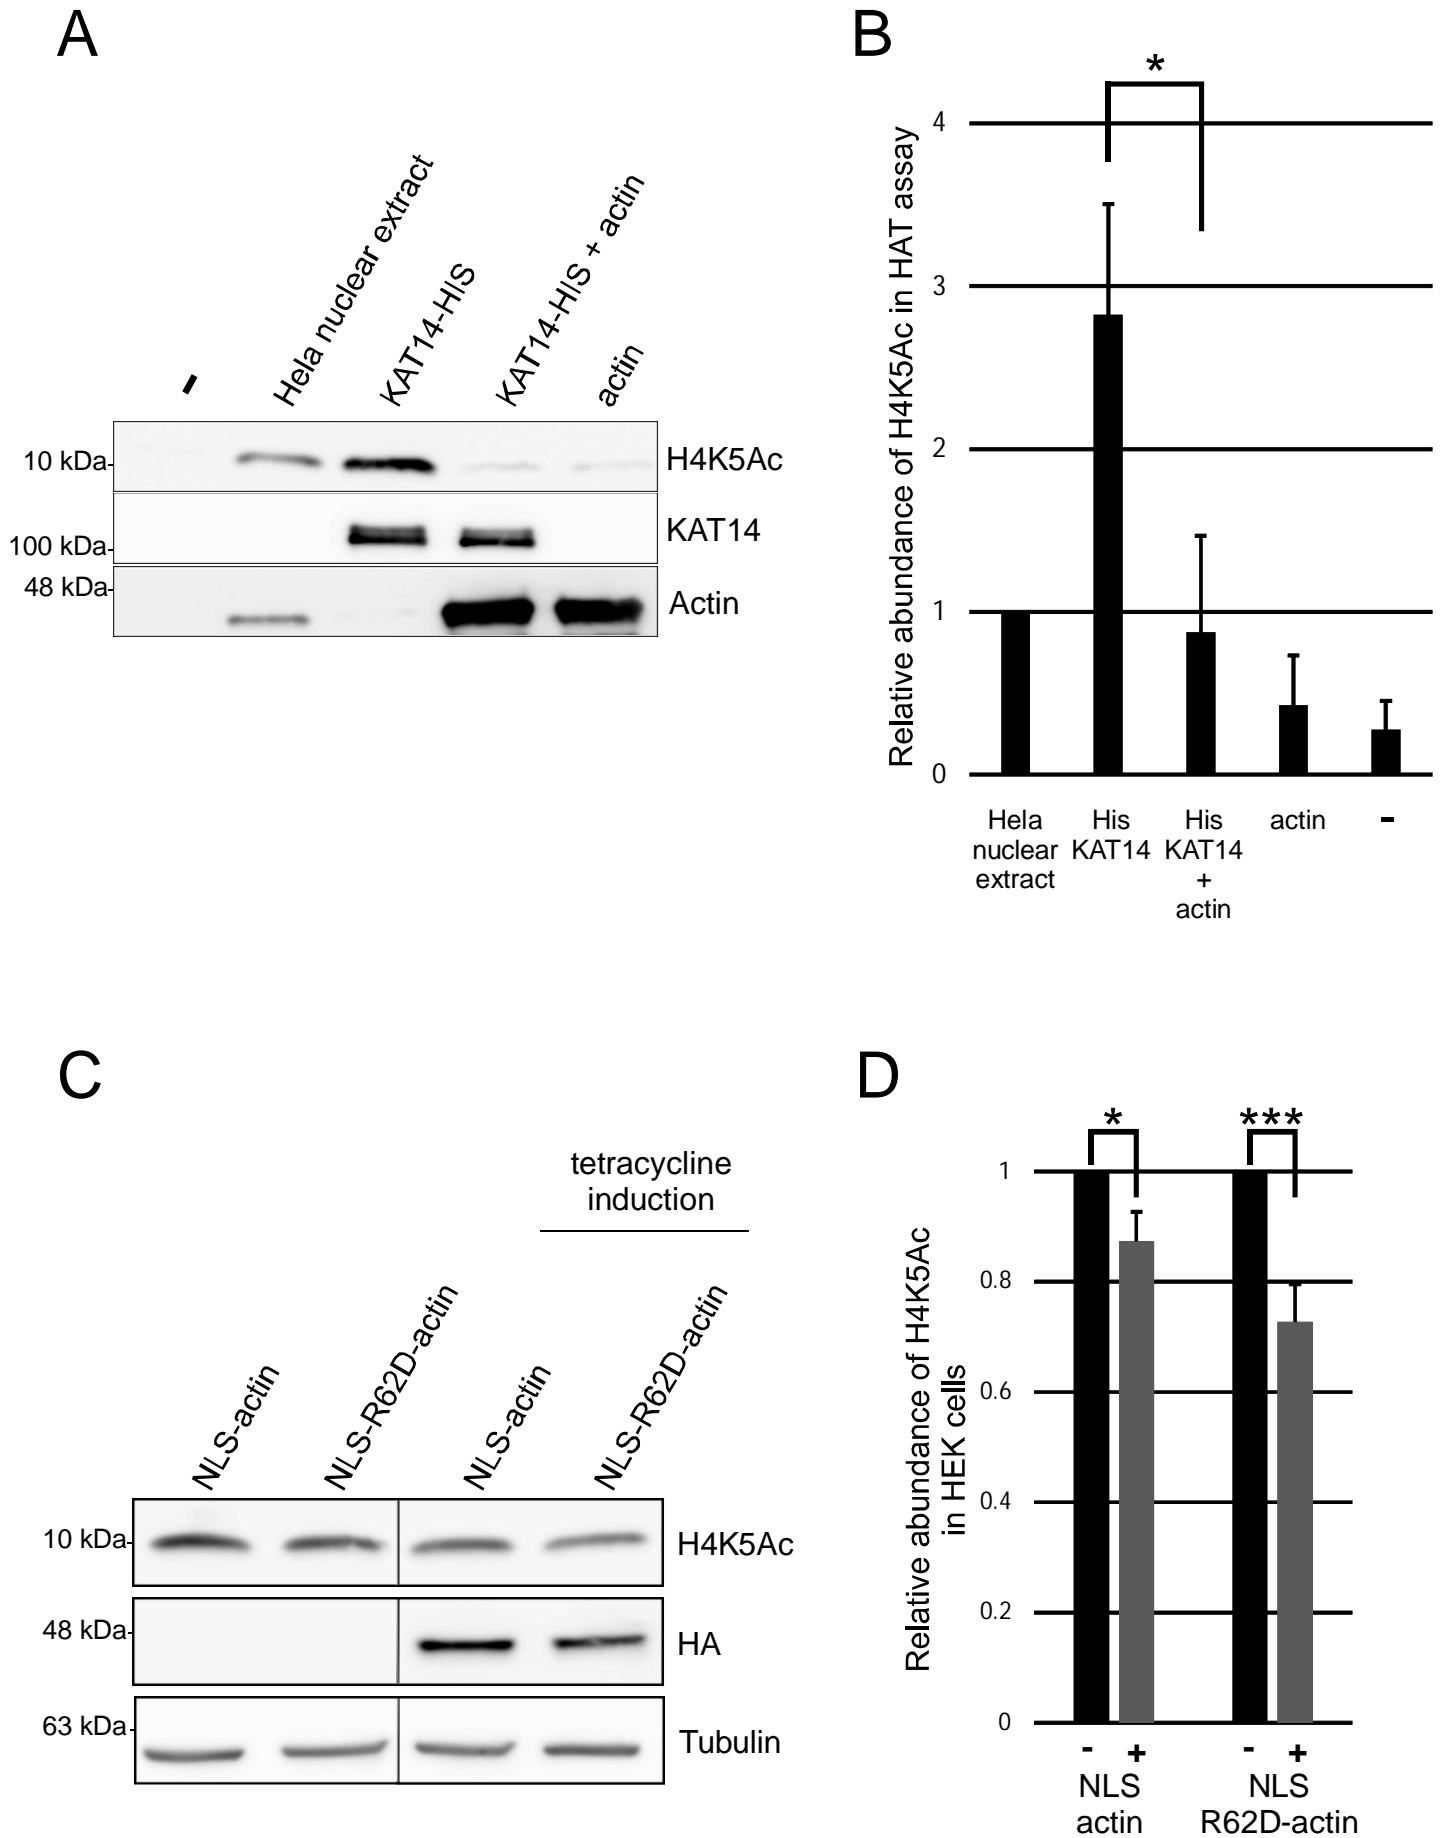 A
-
Hela nuclear extract
KAT14-HIS
KAT14-HIS + actin
actin
10 kDa
H4K5Ac
100 kDa
KAT14
48 kDa
Actin
B
*
Relative abundance of H4K5Ac in HAT assay
4
3
2
1
0
Hela
nuclear
extract
His
KAT14
His
KAT14
+
actin
actin
-
C
tetracycline
induction
NLS-actin
NLS-R62D-actin
NLS-actin
NLS-R62D-actin
10 kDa
H4K5Ac
48 kDa
HA
63 kDa
Tubulin
D
*
***
Relative abundance of H4K5Ac
in HEK cells
1
0.8
0.6
0.4
0.2
0
- +
NLS
actin
- +
NLS
R62D-actin